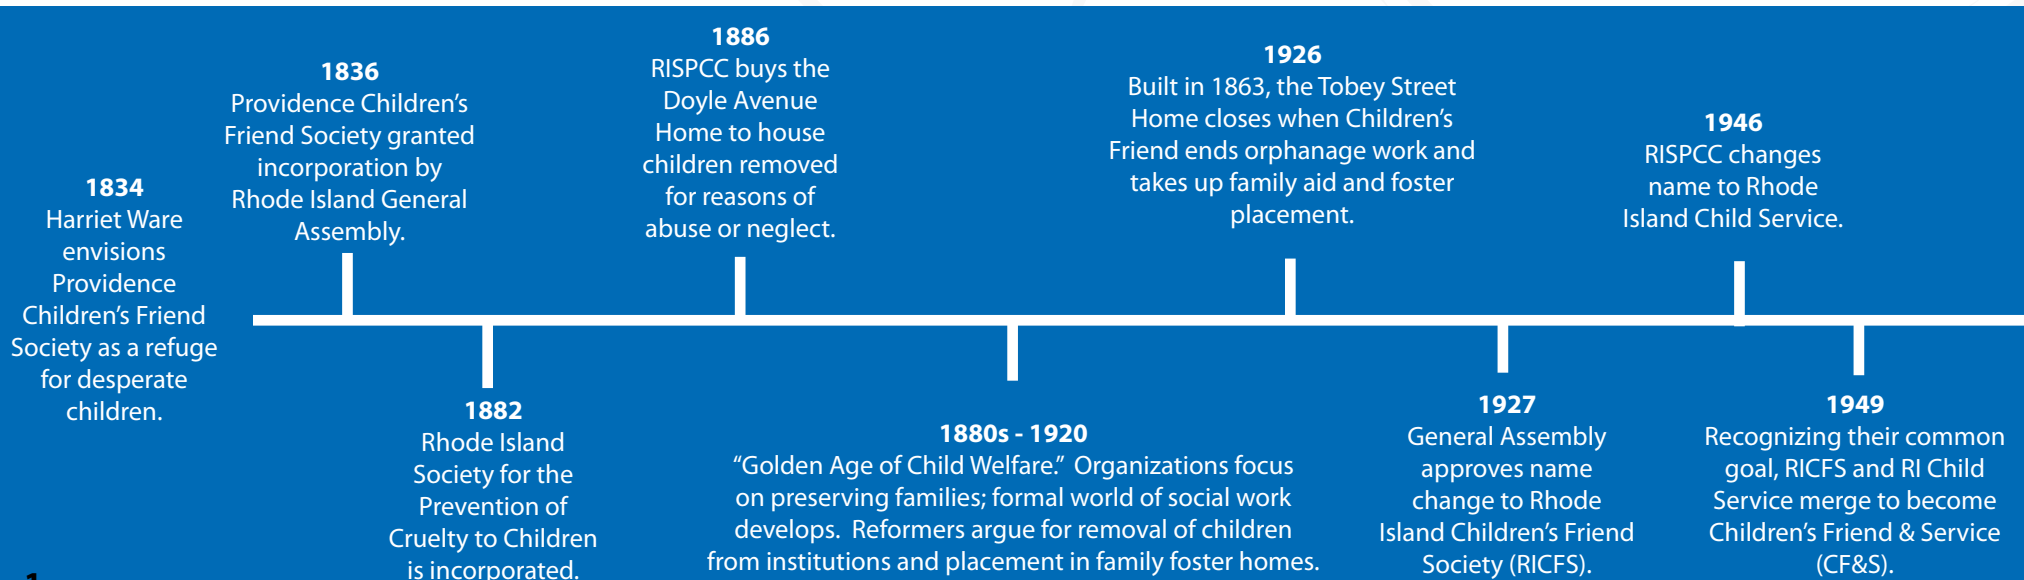 1834
Harriet Ware
envisions
Providence
Children’s Friend
Society as a refuge
for desperate
children.
1836
Providence Children’s
Friend Society granted
incorporation by
Rhode Island General
Assembly.
1882
Rhode Island
Society for the
Prevention of
Cruelty to Children
is incorporated.
1886
RISPCC buys the
Doyle Avenue
Home to house
children removed
for reasons of
abuse or neglect.
1880s - 1920
“Golden Age of Child Welfare.” Organizations focus
on preserving families; formal world of social work
develops. Reformers argue for removal of children
from institutions and placement in family foster homes.
1926
Built in 1863, the Tobey Street
Home closes when Children’s
Friend ends orphanage work and
takes up family aid and foster
placement.
1927
General Assembly
approves name
change to Rhode
Island Children’s Friend
Society (RICFS).
1946
RISPCC changes
name to Rhode
Island Child Service.
1949
Recognizing their common
goal, RICFS and RI Child
Service merge to become
Children’s Friend & Service
(CF&S).